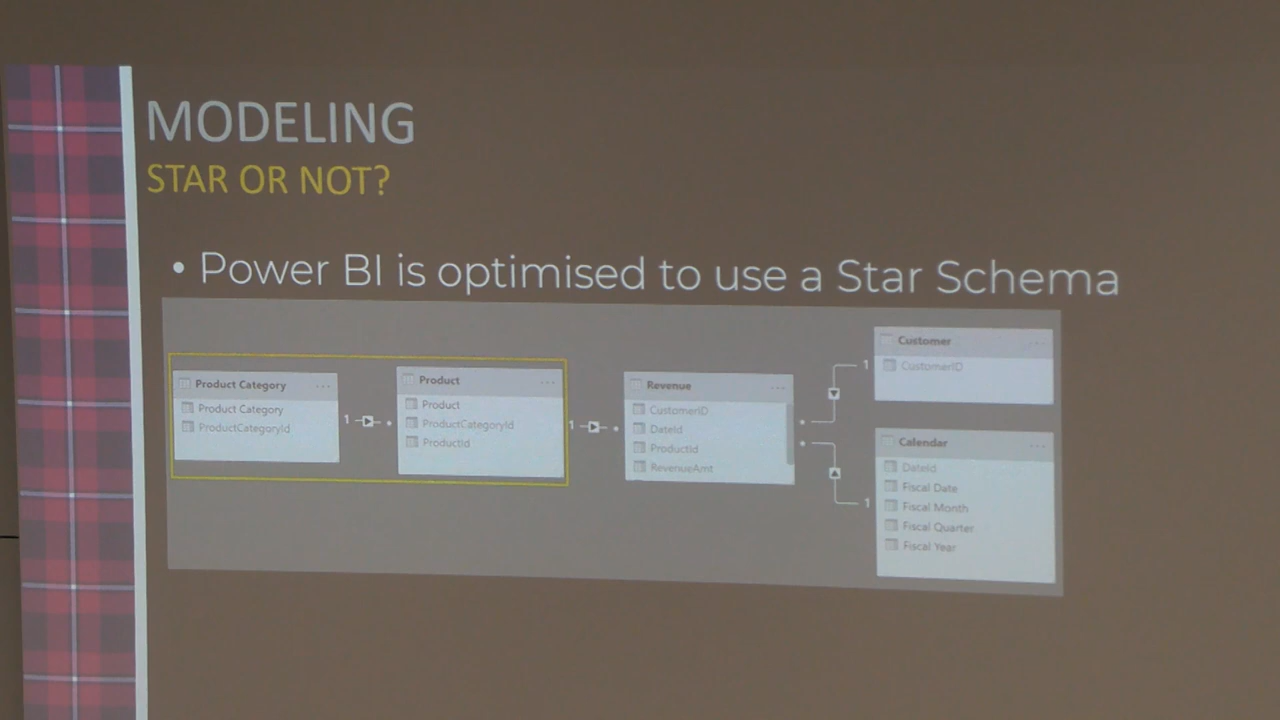 MODELING
STAR OR NOT?
• Power BI is optimised to use a Star Schema
Product Category
Product Category
ProductCategoryId
1
*
Product
Product
ProductCategoryId
ProductId
1
*
Revenue
CustomerID
DateId
ProductId
RevenueAmt
*
1
*
1
Customer
CustomerID
Calendar
DateId
Fiscal Date
Fiscal Month
Fiscal Quarter
Fiscal Year